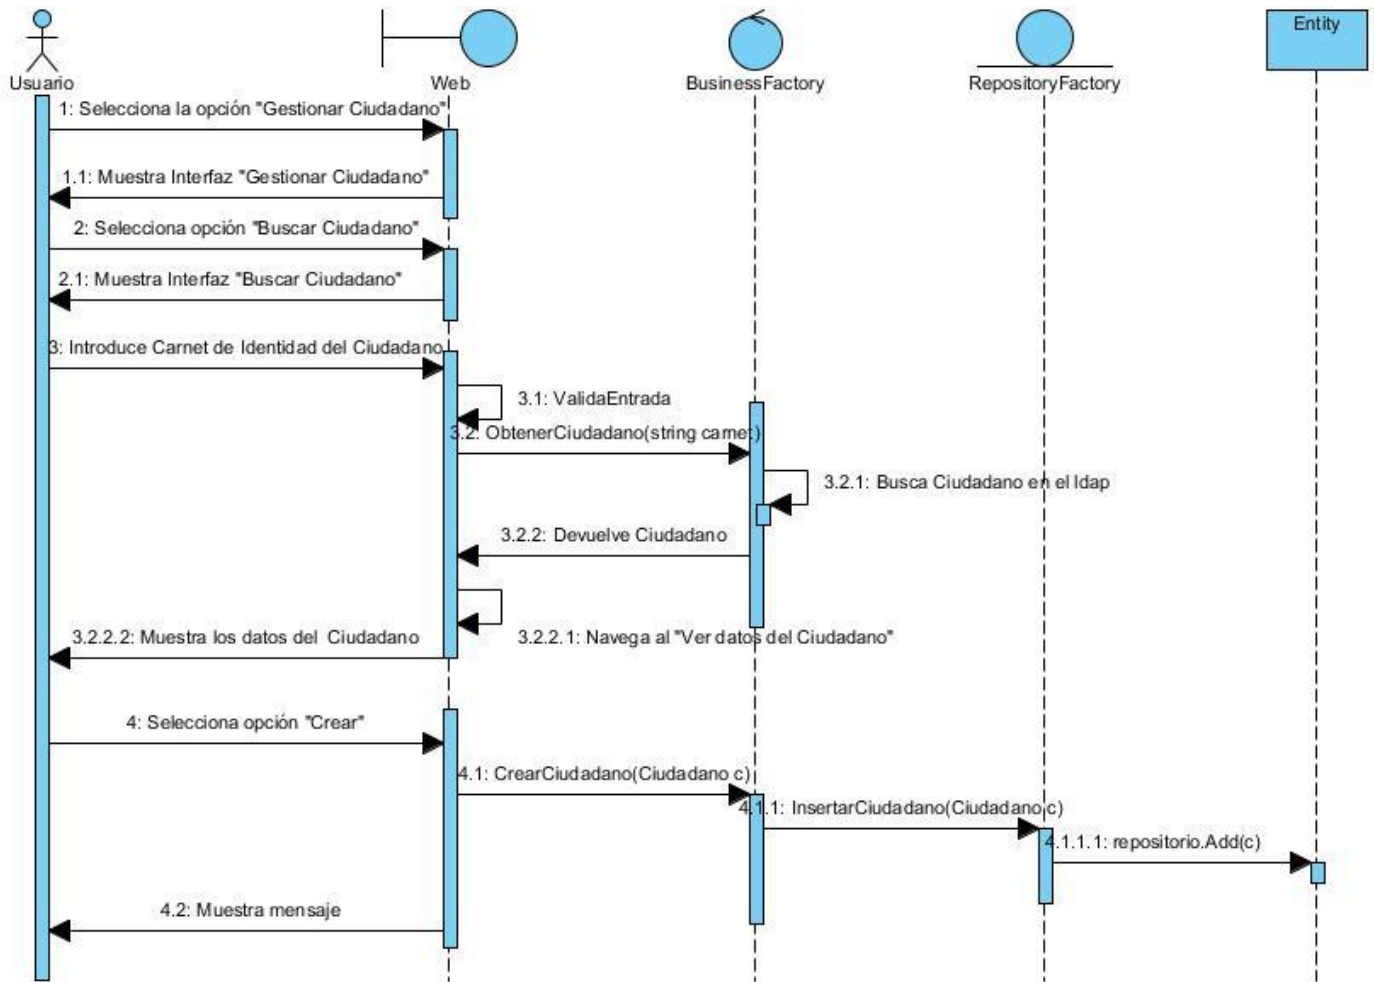 Entity
Usuario
Web
BusinessFactory
RepositoryFactory
1: Selecciona la opción "Gestionar Ciudadano"
1.1: Muestra Interfaz "Gestionar Ciudadano"
2: Selecciona opción "Buscar Ciudadano"
2.1: Muestra Interfaz "Buscar Ciudadano"
3: Introduce Carnet de Identidad del Ciudadano
3.1: ValidaEntrada
3.2: ObtenerCiudadano(string carnet)
3.2.1: Busca Ciudadano en el ldap
3.2.2: Devuelve Ciudadano
3.2.2.2: Muestra los datos del Ciudadano
3.2.2.1: Navega al "Ver datos del Ciudadano"
4: Selecciona opción "Crear"
4.1: CrearCiudadano(Ciudadano c)
4.1.1: InsertarCiudadano(Ciudadano c)
4.1.1.1: repositorio.Add(c)
4.2: Muestra mensaje